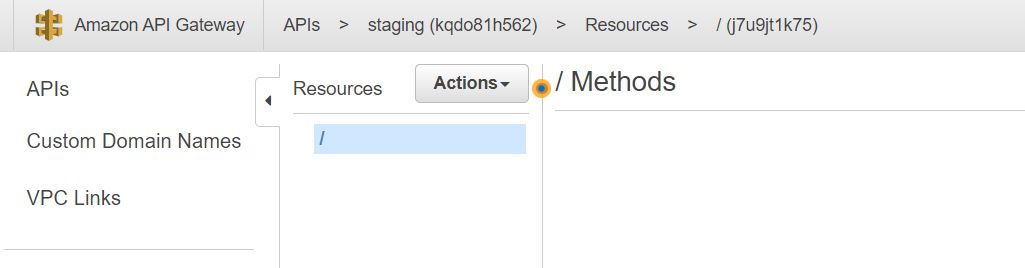 Amazon API Gateway APIs > staging (kqdo81h562) > Resources > / (j7u9jt1k75)
APIs
Custom Domain Names
VPC Links
Resources Actions
/
/ Methods